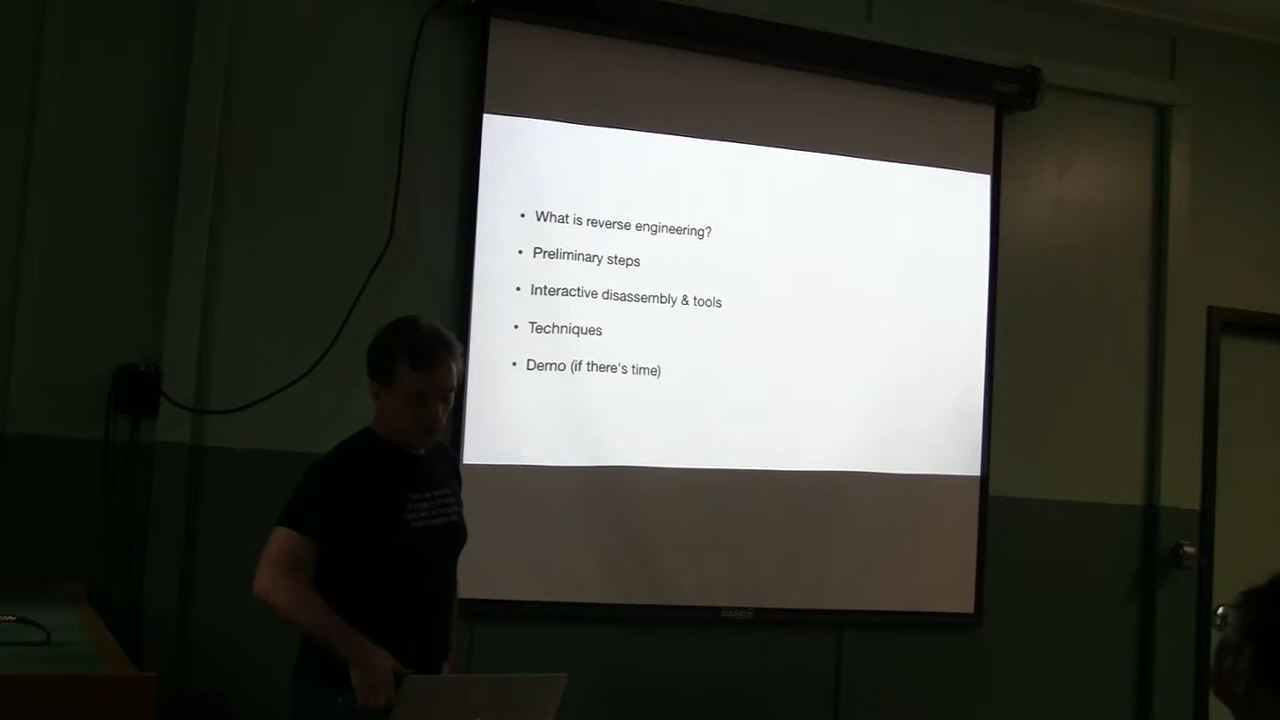 • What is reverse engineering?
• Preliminary steps
• Interactive disassembly & tools
• Techniques
• Demo (if there's time)